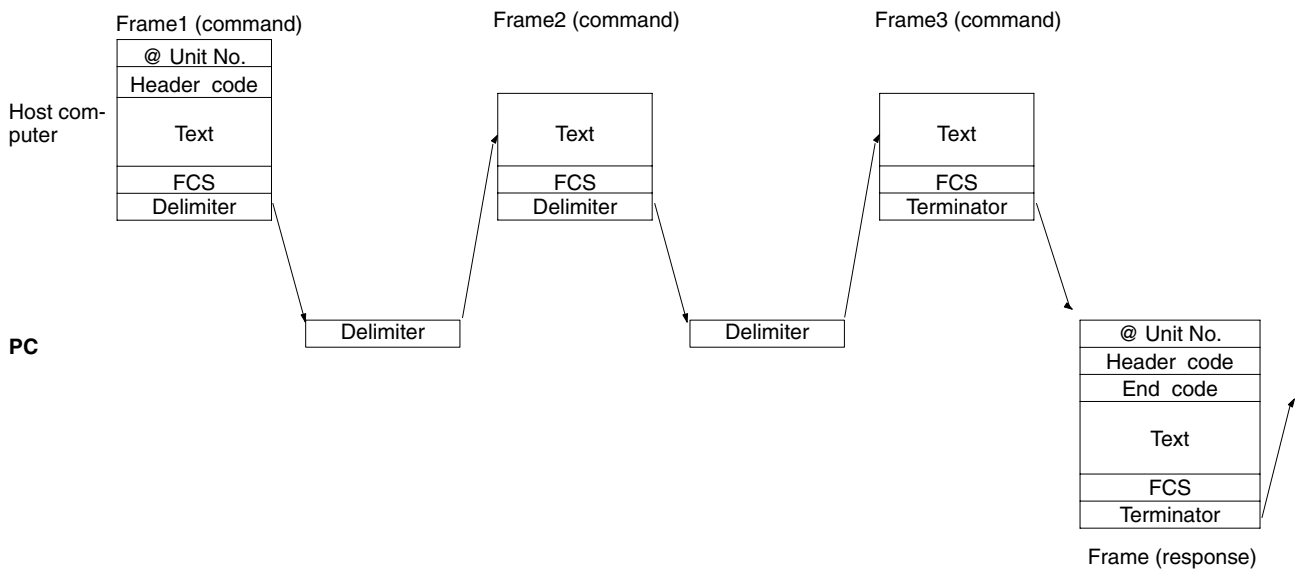 Frame1 (command)
@ Unit No.
Header code
Text
FCS
Delimiter
Frame2 (command)
Text
FCS
Delimiter
Frame3 (command)
Text
FCS
Terminator
Host com-
puter
Delimiter
Delimiter
PC
@ Unit No.
Header code
End code
Text
FCS
Terminator
Frame (response)